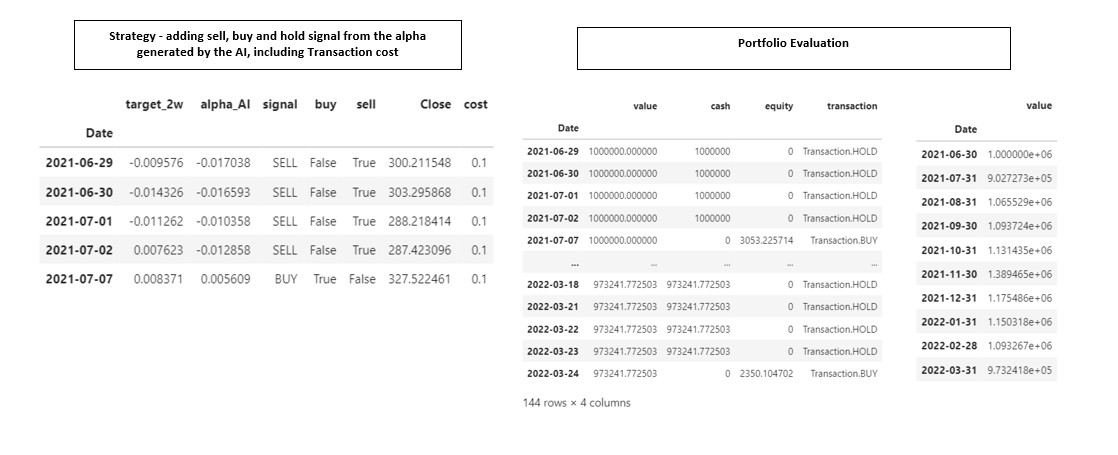 Strategy - adding sell, buy and hold signal from the alpha
generated by the AI, including Transaction cost
target_2w alpha_AI signal buy sell Close cost
Date
2021-06-29 -0.009576 -0.017038 SELL False True 300.211548 0.1
2021-06-30 -0.014326 -0.016593 SELL False True 303.295868 0.1
2021-07-01 -0.011262 -0.010358 SELL False True 288.218414 0.1
2021-07-02 0.007623 -0.012858 SELL False True 287.423096 0.1
2021-07-07 0.008371 0.005609 BUY True False 327.522461 0.1
Portfolio Evaluation
value cash equity transaction
Date
2021-06-29 1000000.000000 1000000 0 Transaction.HOLD
2021-06-30 1000000.000000 1000000 0 Transaction.HOLD
2021-07-01 1000000.000000 1000000 0 Transaction.HOLD
2021-07-02 1000000.000000 1000000 0 Transaction.HOLD
2021-07-07 1000000.000000 0 3053.225714 Transaction.BUY
... ... ... ... ...
2022-03-18 973241.772503 973241.772503 0 Transaction.HOLD
2022-03-21 973241.772503 973241.772503 0 Transaction.HOLD
2022-03-22 973241.772503 973241.772503 0 Transaction.HOLD
2022-03-23 973241.772503 973241.772503 0 Transaction.HOLD
2022-03-24 973241.772503 0 2350.104702 Transaction.BUY
144 rows × 4 columns
value
Date
2021-06-30 1.000000e+06
2021-07-31 9.027273e+05
2021-08-31 1.065529e+06
2021-09-30 1.093724e+06
2021-10-31 1.131435e+06
2021-11-30 1.389465e+06
2021-12-31 1.175486e+06
2022-01-31 1.150318e+06
2022-02-28 1.093267e+06
2022-03-31 9.732418e+05